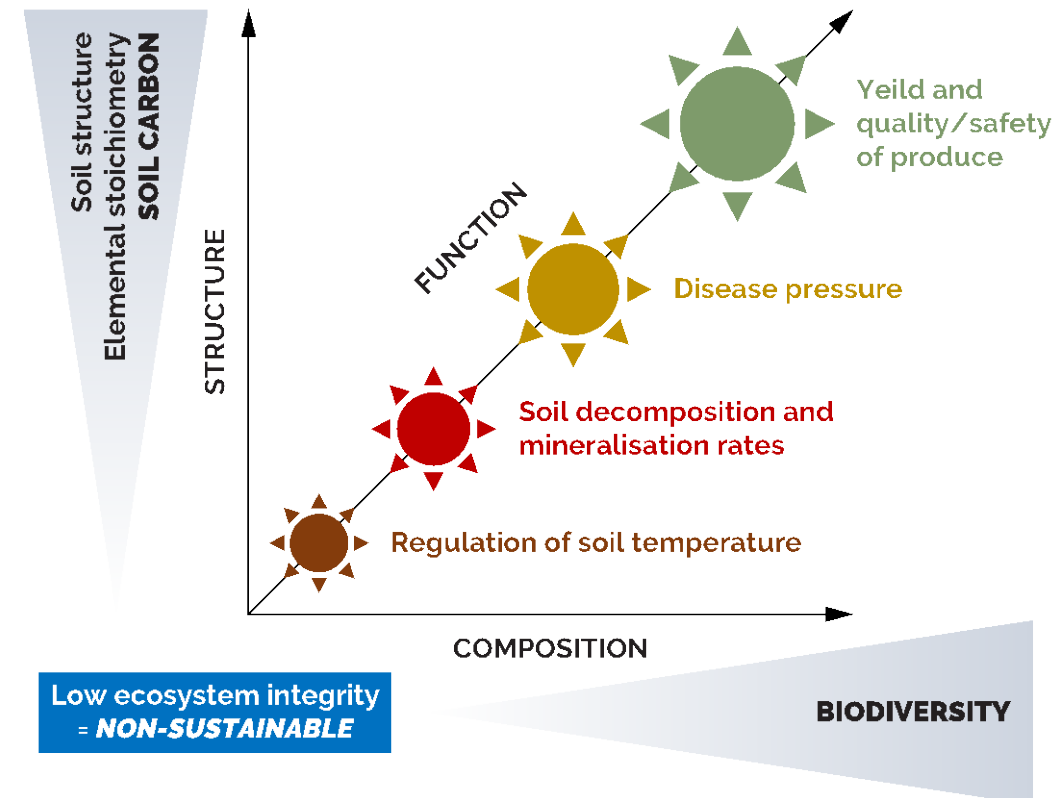 Soil structure
Elemental stoichiometry
SOIL CARBON
STRUCTURE
FUNCTION
Yeild and
quality/safety
of produce
Disease pressure
Soil decomposition and
mineralisation rates
Regulation of soil temperature
COMPOSITION
Low ecosystem integrity
= NON-SUSTAINABLE
BIODIVERSITY